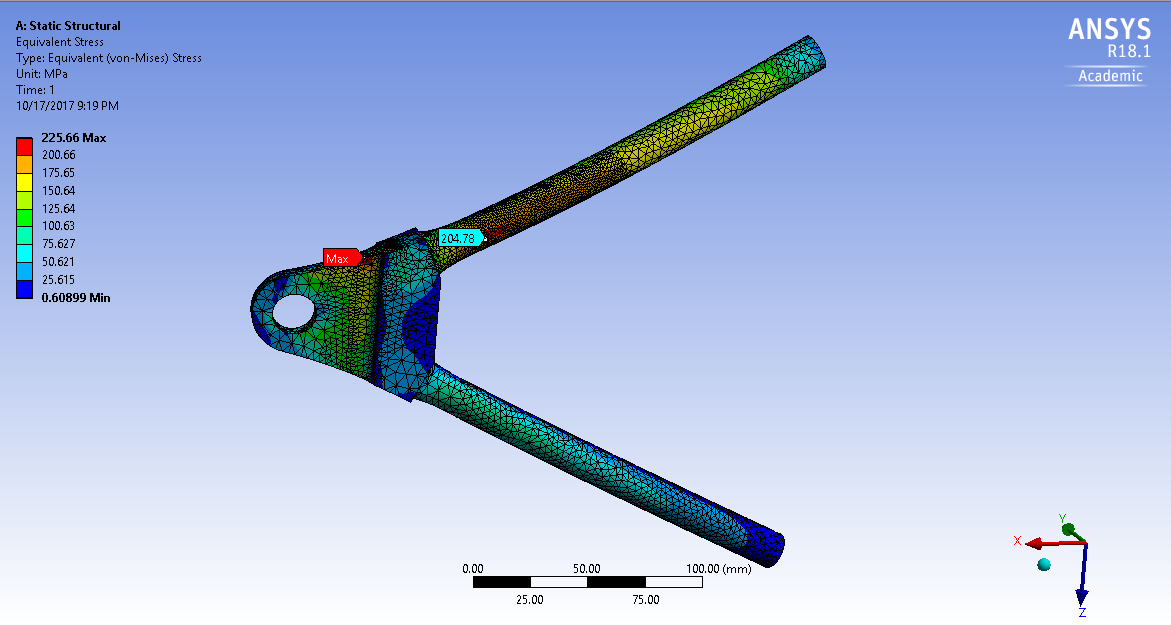 A: Static Structural
Equivalent Stress
Type: Equivalent (von-Mises) Stress
Unit: MPa
Time: 1
10/17/2017 9:19 PM
225.66 Max
200.66
175.65
150.64
125.64
100.63
75.627
50.621
25.615
0.60899 Min
ANSYS
R18.1
Academic
204.78
Max
0.00 50.00 100.00 (mm)
25.00 75.00
Y
X
Z